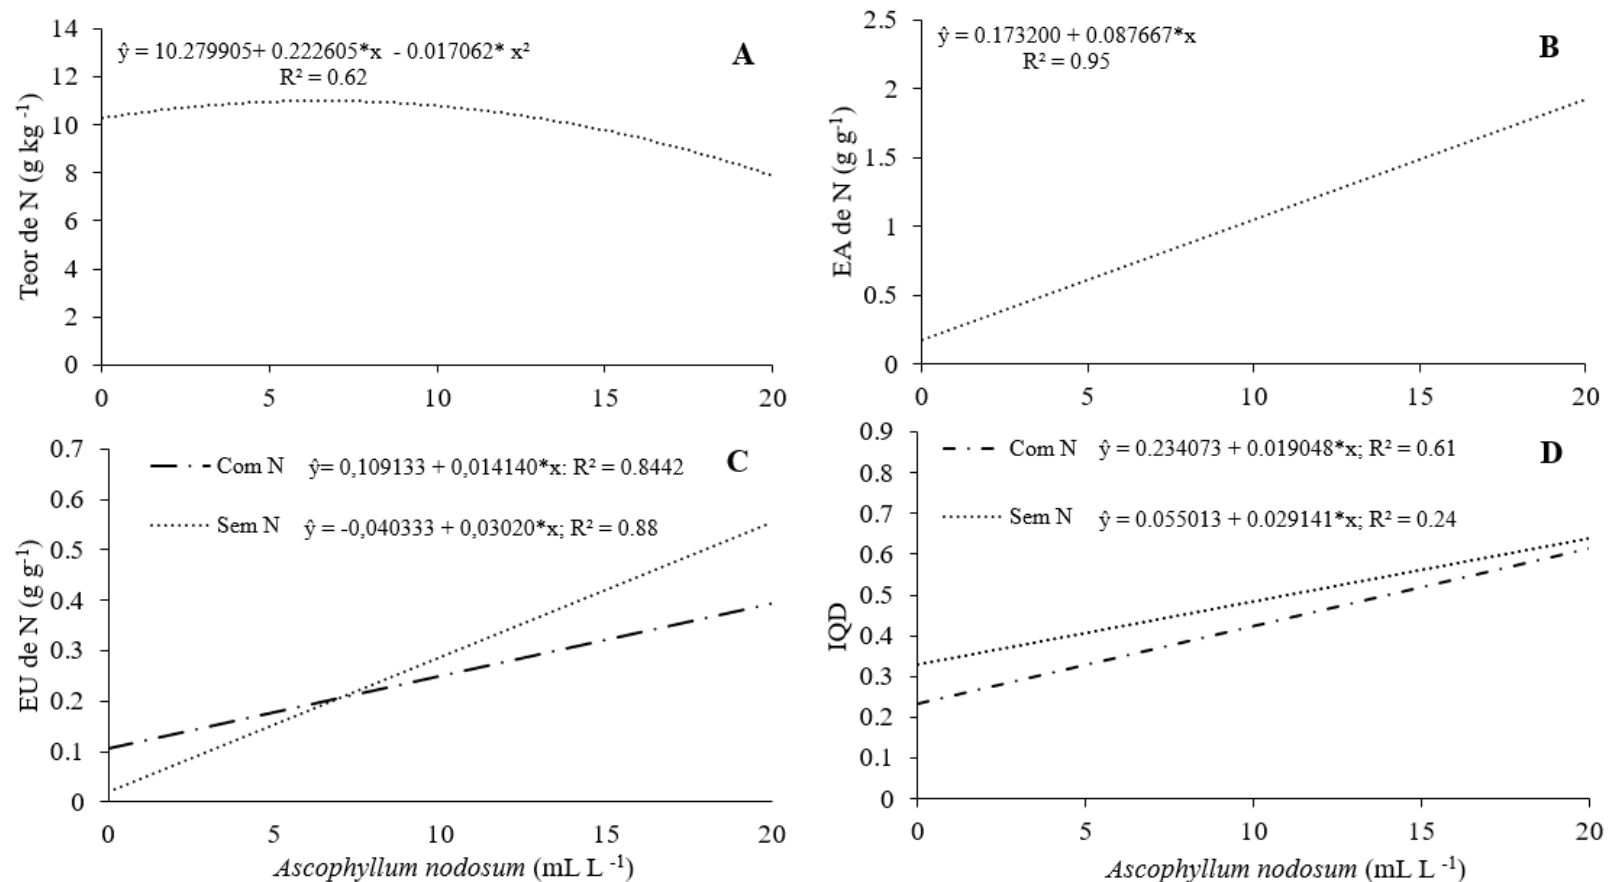 14
12
10
8
6
4
2
0
Teor de N (g kg -1)
ŷ = 10.279905+ 0.222605*x - 0.017062* x²
R² = 0.62
A
0 5 10 15 20
2.5
2
1.5
1
0.5
0
EA de N (g g-1)
ŷ = 0.173200 + 0.087667*x
R² = 0.95
B
0 5 10 15 20
0.7
0.6
0.5
0.4
0.3
0.2
0.1
0
EU de N (g g-1)
Com N ŷ= 0,109133 + 0,014140*x: R² = 0.8442
C
Sem N ŷ = -0,040333 + 0,03020*x; R² = 0.88
0 5 10 15 20
Ascophyllum nodosum (mL L -1)
0.9
0.8
0.7
0.6
0.5
0.4
0.3
0.2
0.1
0
IQD
Com N ŷ = 0.234073 + 0.019048*x; R² = 0.61
D
Sem N ŷ = 0.055013 + 0.029141*x; R² = 0.24
0 5 10 15 20
Ascophyllum nodosum (mL L -1)